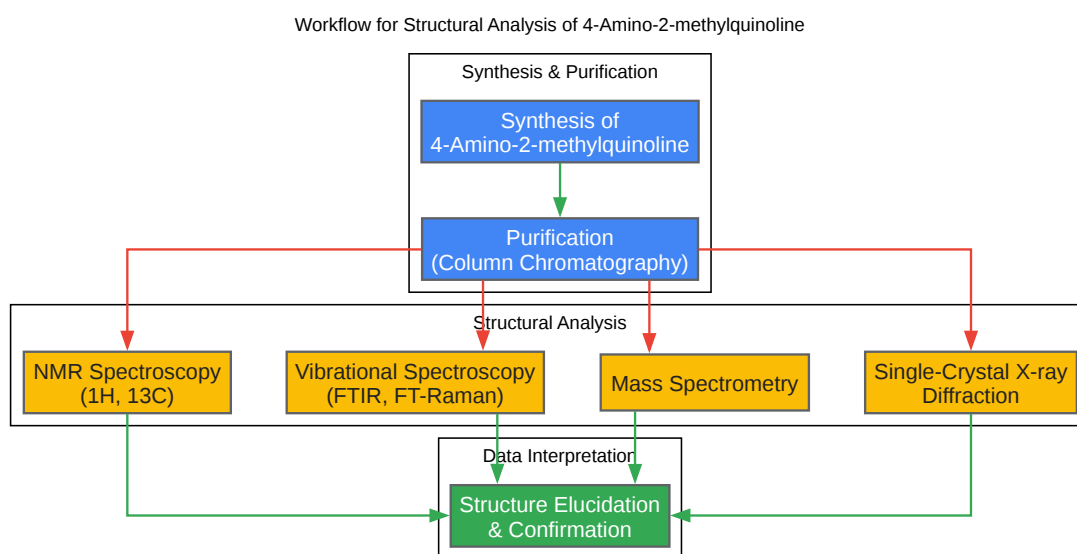 Workflow for Structural Analysis of 4-Amino-2-methylquinoline
Synthesis & Purification
Synthesis of
4-Amino-2-methylquinoline
Purification
(Column Chromatography)
Structural Analysis
NMR Spectroscopy
(1H, 13C)
Vibrational Spectroscopy
(FTIR, FT-Raman)
Mass Spectrometry
Single-Crystal X-ray
Diffraction
Data Interpretation
Structure Elucidation
& Confirmation